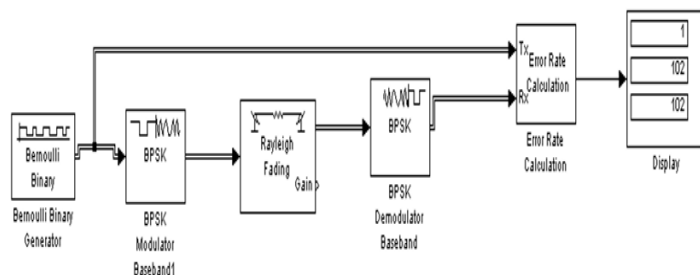 Bernoulli
Binary
Bernoulli Binary
Generator
BPSK
BPSK
Modulator
Baseband1
Rayleigh
Fading
Gain
BPSK
BPSK
Demodulator
Baseband
Tx
Rx
Error Rate
Calculation
Error Rate
Calculation
1
102
102
Display